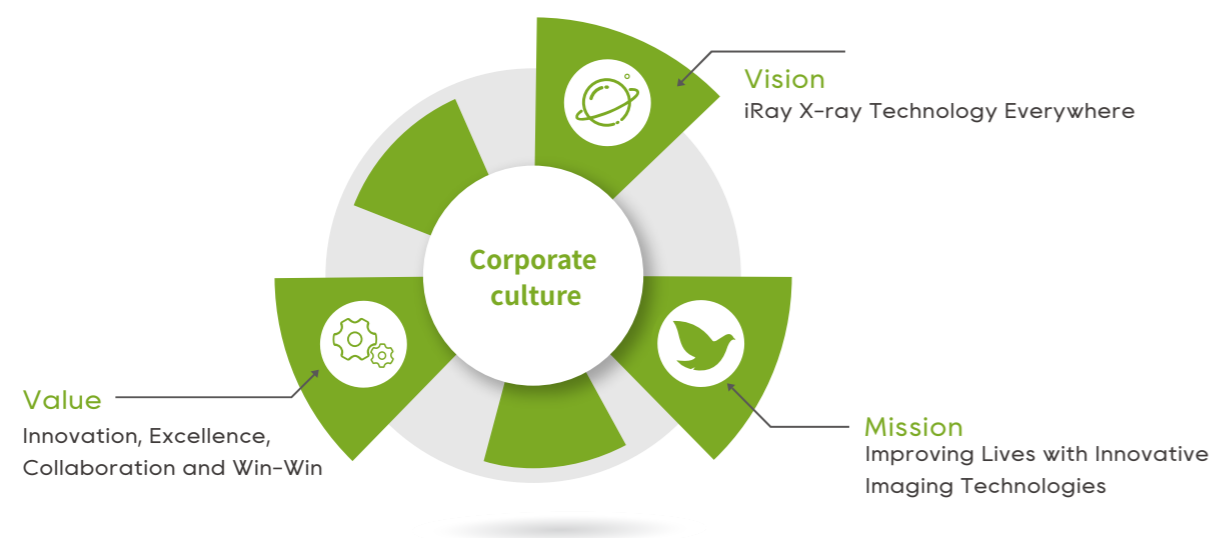 Vision
iRay X-ray Technology Everywhere
Corporate
culture
Value
Innovation, Excellence,
Collaboration and Win-Win
Mission
Improving Lives with Innovative
Imaging Technologies